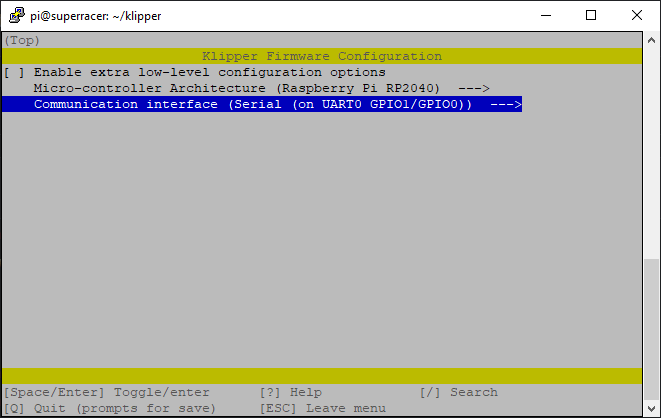 pi@superracer: ~/klipper
(Top)
Klipper Firmware Configuration
[ ] Enable extra low-level configuration options
Micro-controller Architecture (Raspberry Pi RP2040)  --->
Communication interface (Serial (on UART0 GPIO1/GPIO0))  --->
[Space/Enter] Toggle/enter [?] Help [/] Search
[Q] Quit (prompts for save) [ESC] Leave menu